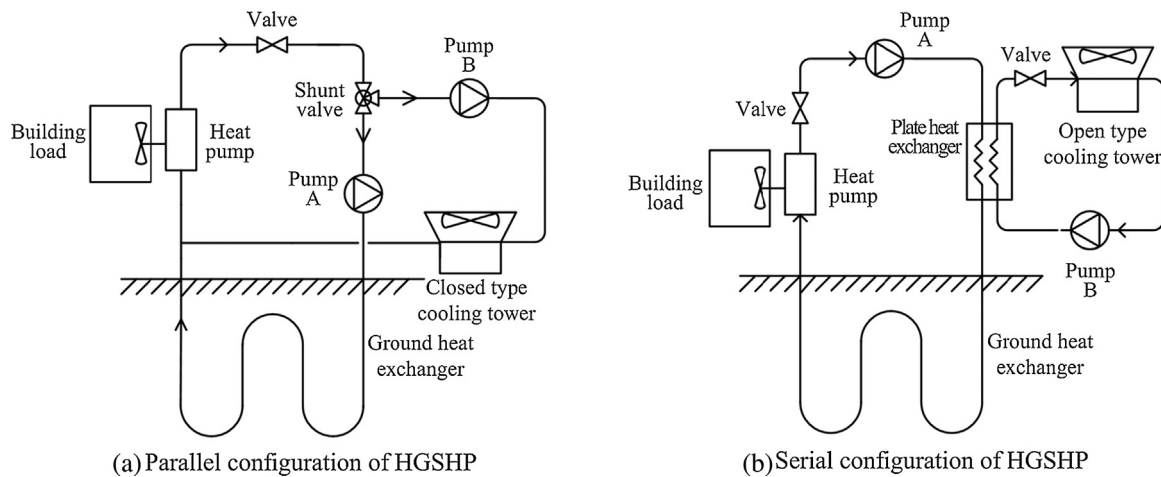 Valve
Pump
B
Shunt
valve
Building
load
Heat
pump
Pump
A
Closed type
cooling tower
Ground heat
exchanger
(a) Parallel configuration of HGSHP
Pump
A
Valve
Valve
Plate heat
exchanger
Open type
cooling tower
Building
load
Heat
pump
Pump
B
Ground heat
exchanger
(b) Serial configuration of HGSHP